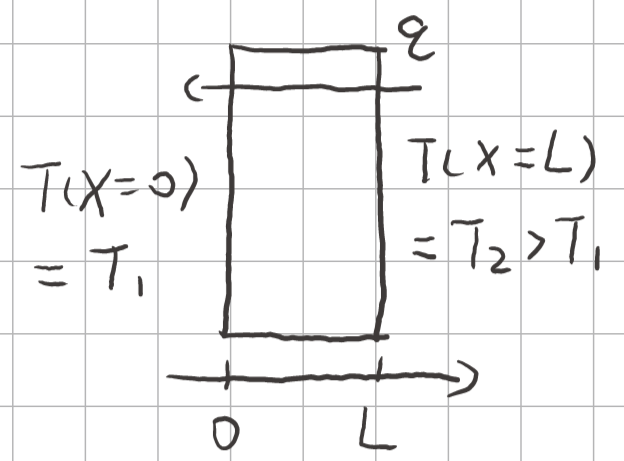 q
T(x=0)
= T₁
T(x=L)
= T₂ > T₁
0
L